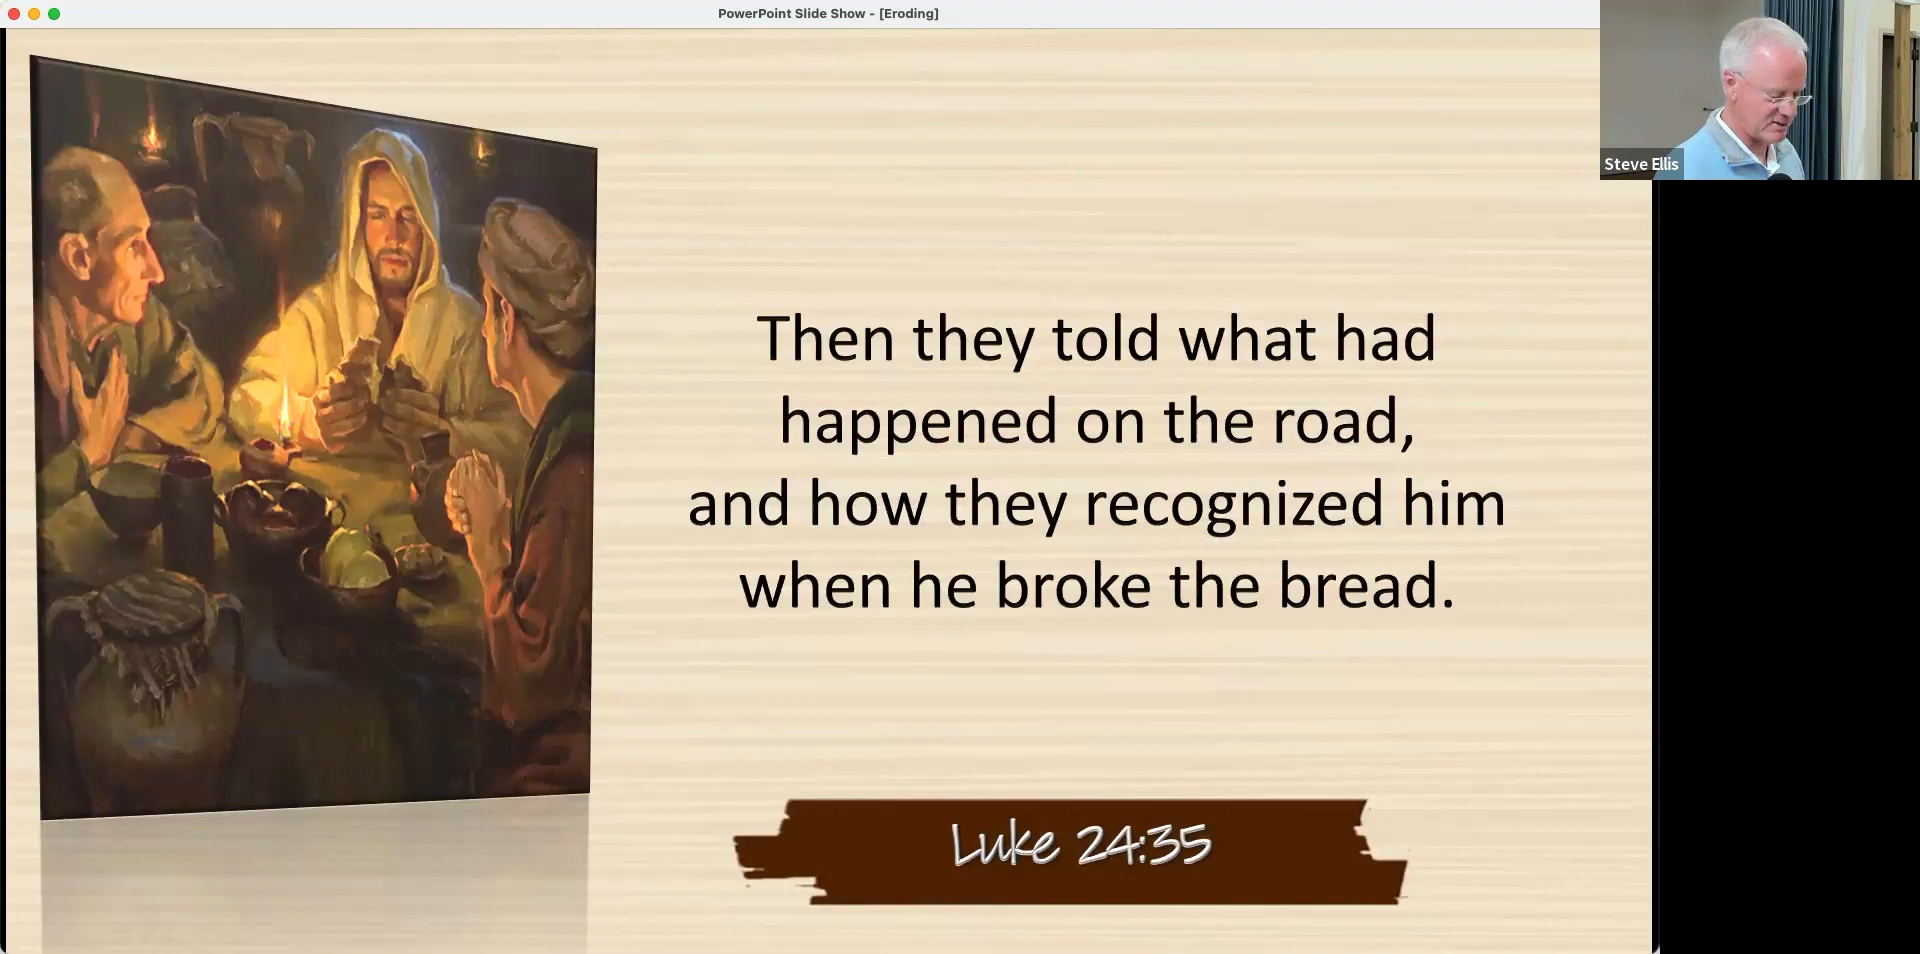 PowerPoint Slide Show - [Eroding]
Steve Ellis
Then they told what had
happened on the road,
and how they recognized him
when he broke the bread.
Luke 24:35